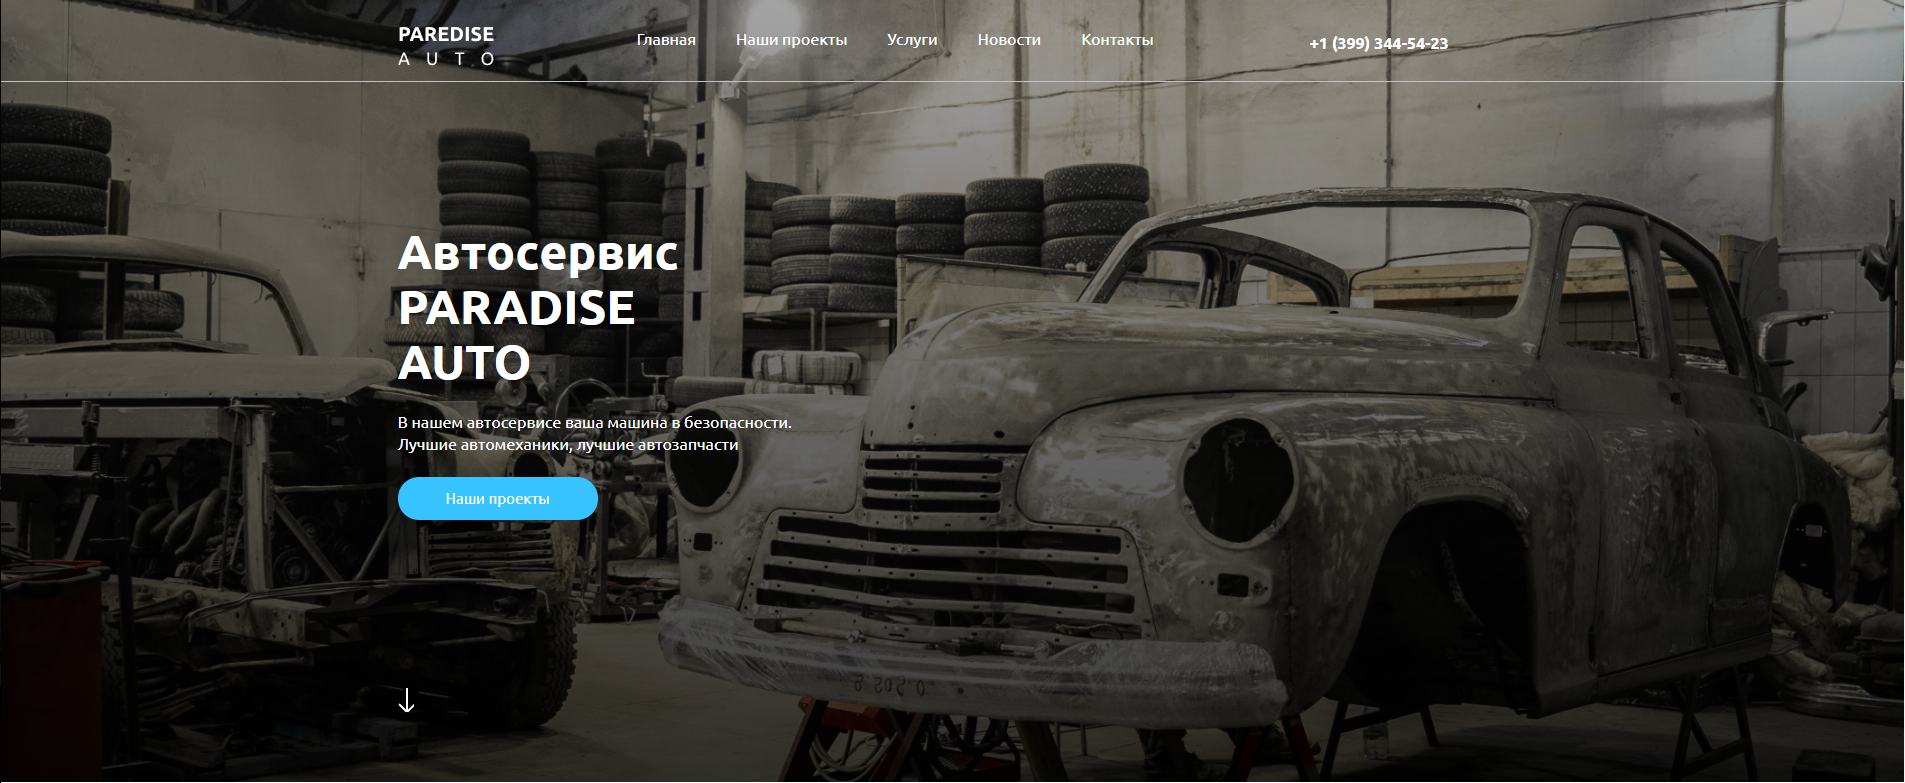 PAREDISE
AUTO
Главная Наши проекты Услуги Новости Контакты
+1 (399) 344-54-23
Автосервис
PARADISE
AUTO
В нашем автосервисе ваша машина в безопасности.
Лучшие автомеханики, лучшие автозапчасти
Наши проекты